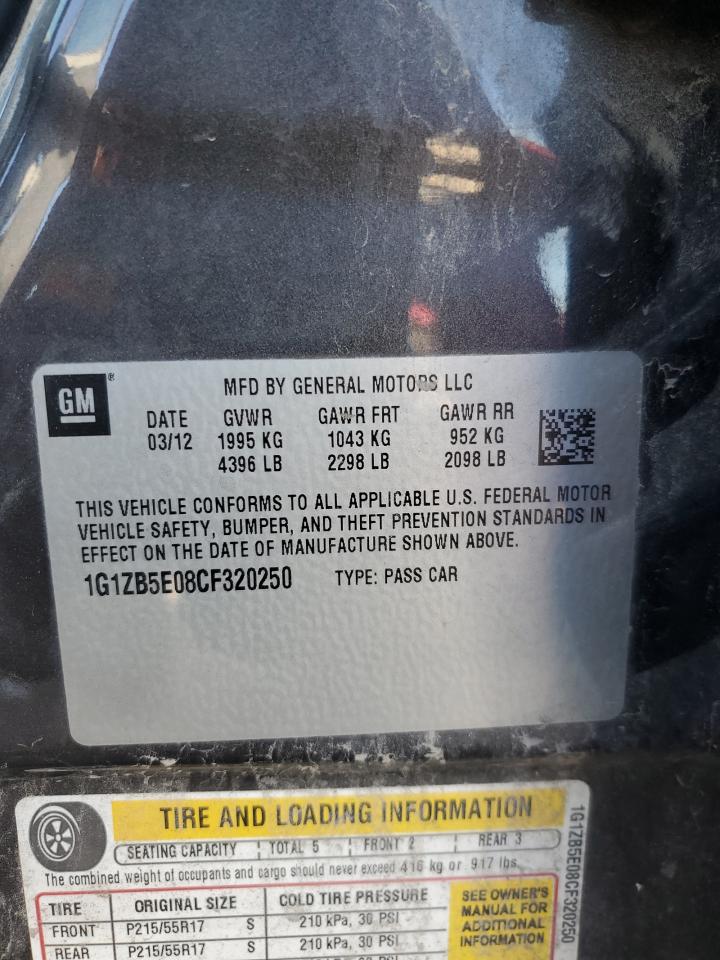 GM ®
MFD BY GENERAL MOTORS LLC
DATE GVWR GAWR FRT GAWR RR
03/12 1995 KG 1043 KG 952 KG
4396 LB 2298 LB 2098 LB
THIS VEHICLE CONFORMS TO ALL APPLICABLE U.S. FEDERAL MOTOR
VEHICLE SAFETY, BUMPER, AND THEFT PREVENTION STANDARDS IN
EFFECT ON THE DATE OF MANUFACTURE SHOWN ABOVE.
1G1ZB5E08CF320250 TYPE: PASS CAR
TIRE AND LOADING INFORMATION
SEATING CAPACITY TOTAL 5 FRONT 2 REAR 3
The combined weight of occupants and cargo should never exceed 416 kg or 917 lbs.
TIRE ORIGINAL SIZE COLD TIRE PRESSURE
FRONT P215/55R17 S 210 kPa, 30 PSI
REAR P215/55R17 S 210 kPa, 30 PSI
SEE OWNER'S
MANUAL FOR
ADDITIONAL
INFORMATION
1G1ZB5E08CF320250